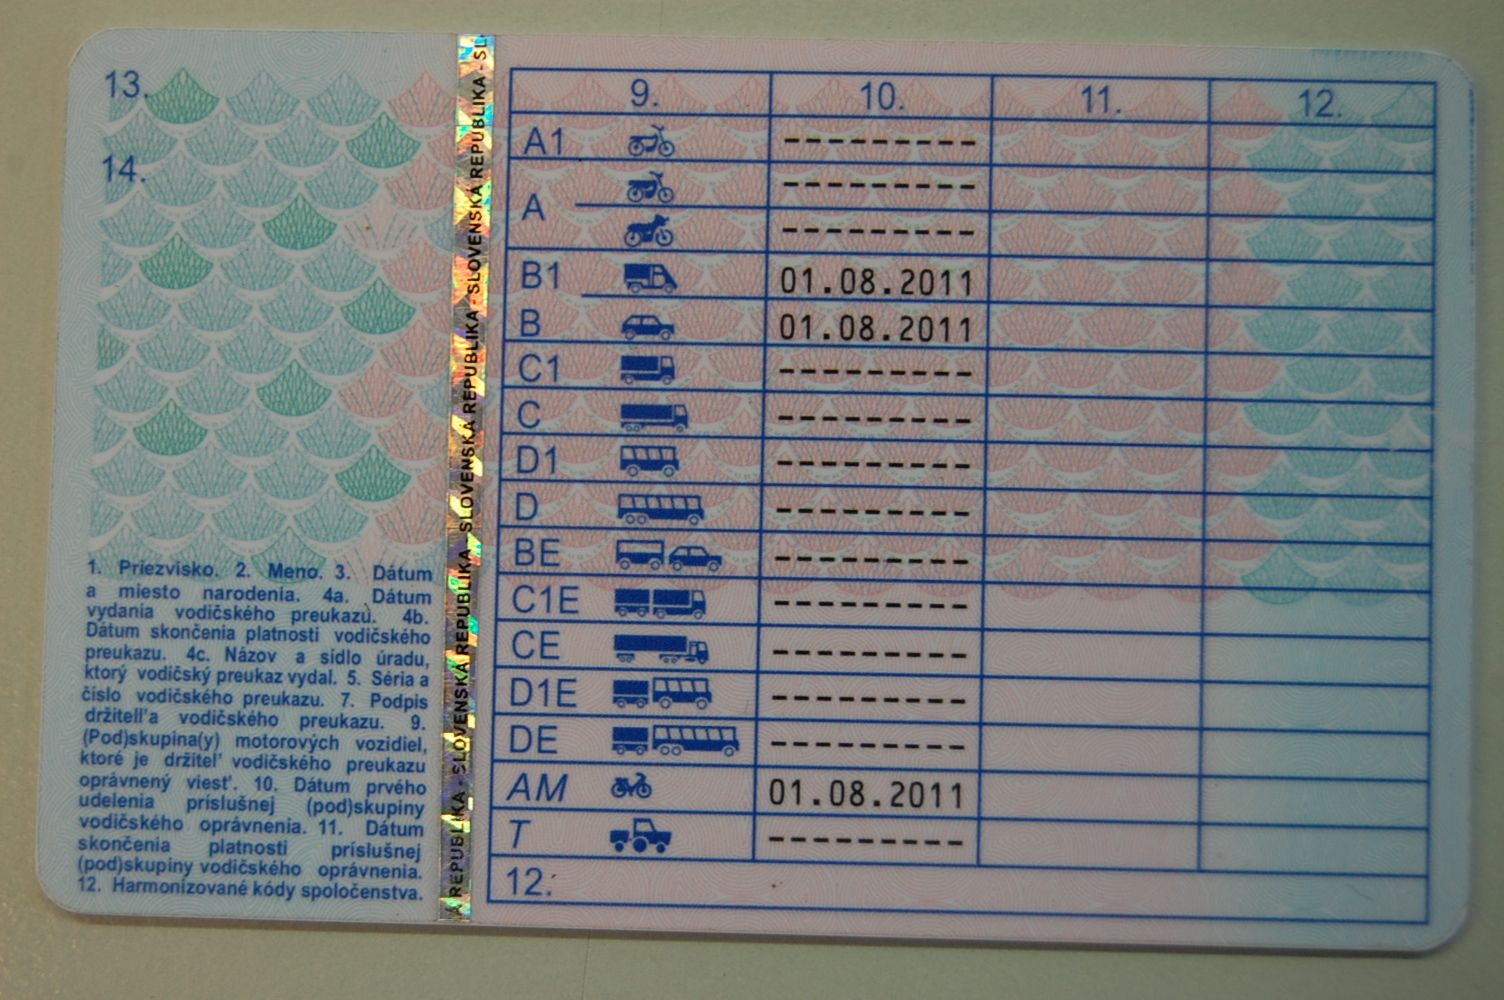 13.
14.
1. Priezvisko. 2. Meno. 3. Dátum
a miesto narodenia. 4a. Dátum
vydania vodičského preukazu. 4b.
Dátum skončenia platnosti vodičského
preukazu. 4c. Názov a sídlo úradu,
ktorý vodičský preukaz vydal. 5. Séria a
číslo vodičského preukazu. 7. Podpis
držitelľa vodičského preukazu. 9.
(Pod)skupina(y) motorových vozidiel,
ktoré je držiteľ vodičského preukazu
oprávnený viesť. 10. Dátum prvého
udelenia príslušnej (pod)skupiny
vodičského oprávnenia. 11. Dátum
skončenia platnosti príslušnej
(pod)skupiny vodičského oprávnenia.
12. Harmonizované kódy spoločenstva.
A REPUBLIKA - SLOVENSKÁ REPUBLIKA - SLOVENSKÁ REPUBLIKA - SLOVENSKÁ REPUBLIKA - SLOVENSKÁ REPUBLIKA - SL
9. 10. 11. 12.
A1 ---------
A ---------
---------
B1 01.08.2011
B 01.08.2011
C1 ---------
C ---------
D1 ---------
D ---------
BE ---------
C1E ---------
CE ---------
D1E ---------
DE ---------
AM 01.08.2011
T ---------
12.